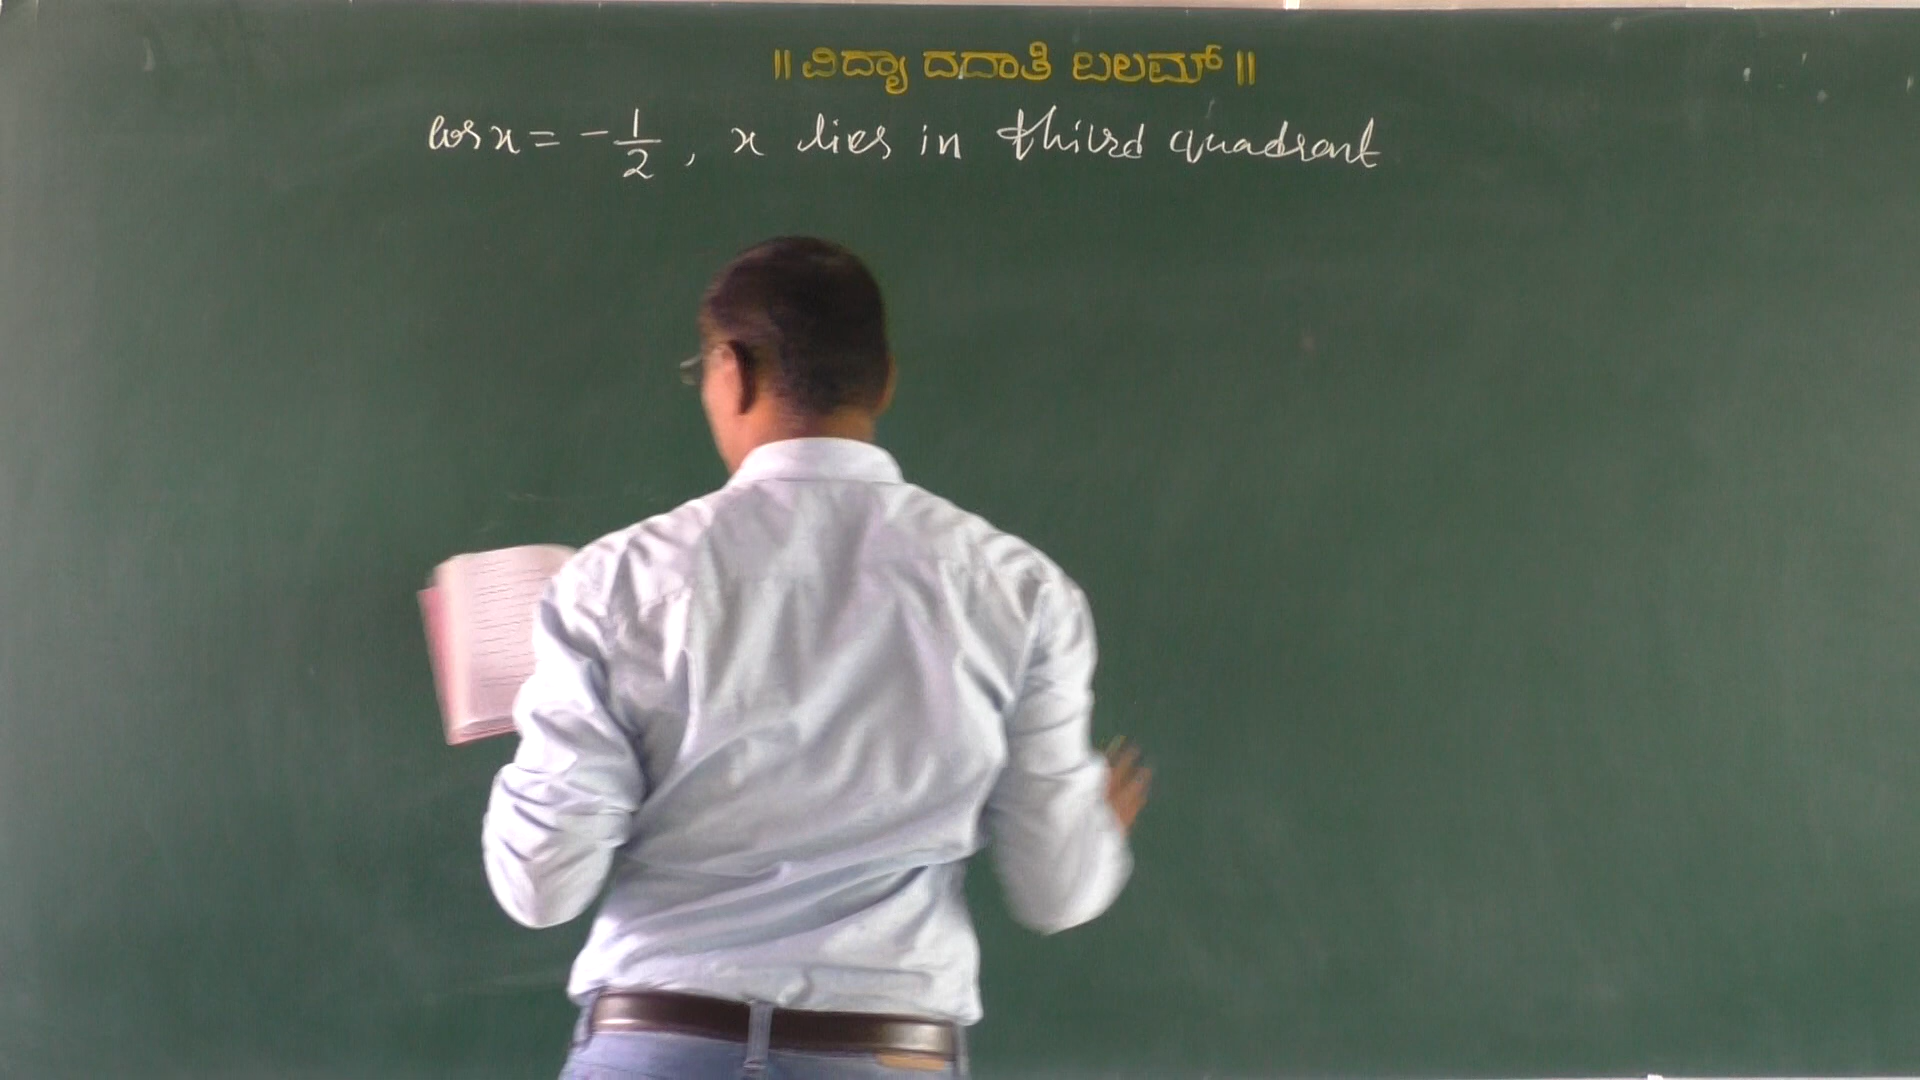 ॥ ವಿದ್ಯಾ ದದಾತಿ ಬಲಮ್ ॥
cos x = - 1/2 , x lies in third quadrant